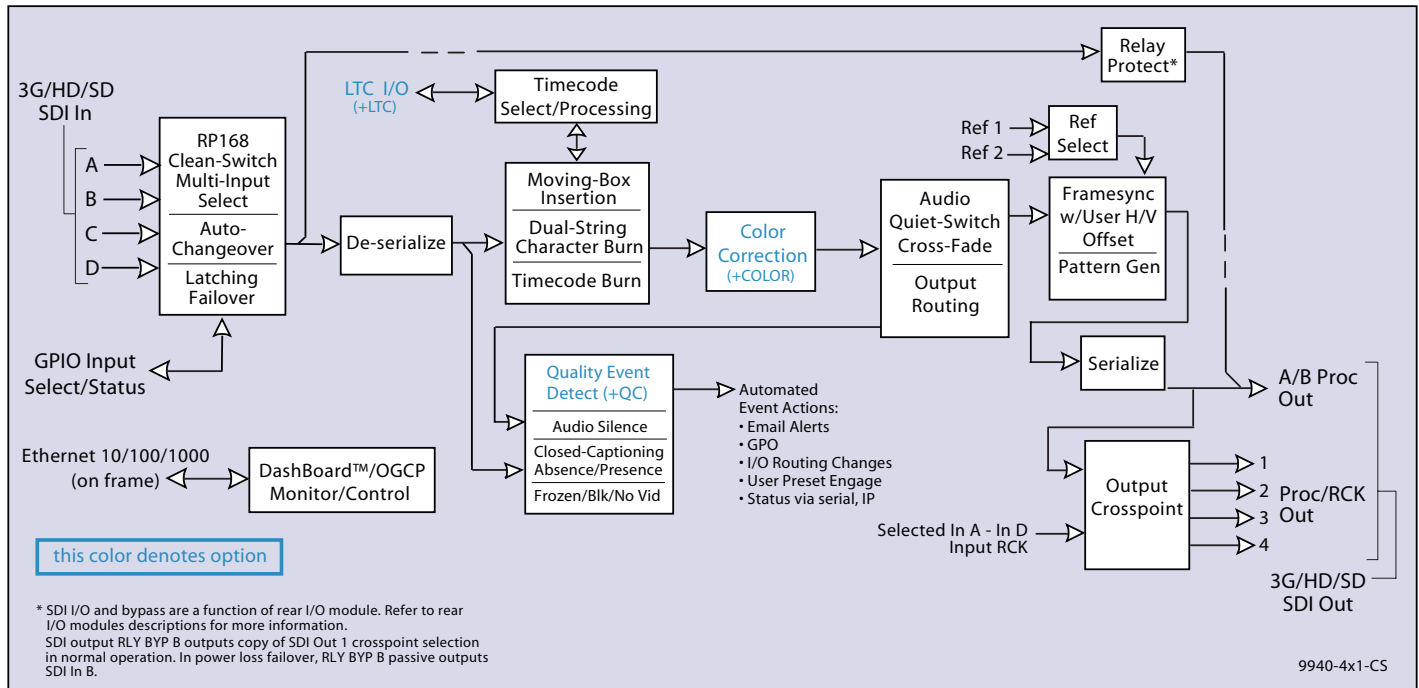 Relay
Protect*
3G/HD/SD
SDI In
LTC I/O
(+LTC)
Timecode
Select/Processing
Ref 1
Ref 2
Ref
Select
A
B
C
D
RP168
Clean-Switch
Multi-Input
Select
Auto-
Changeover
Latching
Failover
De-serialize
Moving-Box
Insertion
Dual-String
Character Burn
Timecode Burn
Color
Correction
(+COLOR)
Audio
Quiet-Switch
Cross-Fade
Output
Routing
Framesync
w/User H/V
Offset
Pattern Gen
GPIO Input
Select/Status
Quality Event
Detect (+QC)
Audio Silence
Closed-Captioning
Absence/Presence
Frozen/Blk/No Vid
Automated
Event Actions:
• Email Alerts
• GPO
• I/O Routing Changes
• User Preset Engage
• Status via serial, IP
Serialize
A/B Proc
Out
Ethernet 10/100/1000
(on frame)
DashBoard™/OGCP
Monitor/Control
Selected In A - In D
Input RCK
Output
Crosspoint
1
2
3
4
Proc/RCK
Out
3G/HD/SD
SDI Out
this color denotes option
* SDI I/O and bypass are a function of rear I/O module. Refer to rear
I/O modules descriptions for more information.
SDI output RLY BYP B outputs copy of SDI Out 1 crosspoint selection
in normal operation. In power loss failover, RLY BYP B passive outputs
SDI In B.
9940-4x1-CS